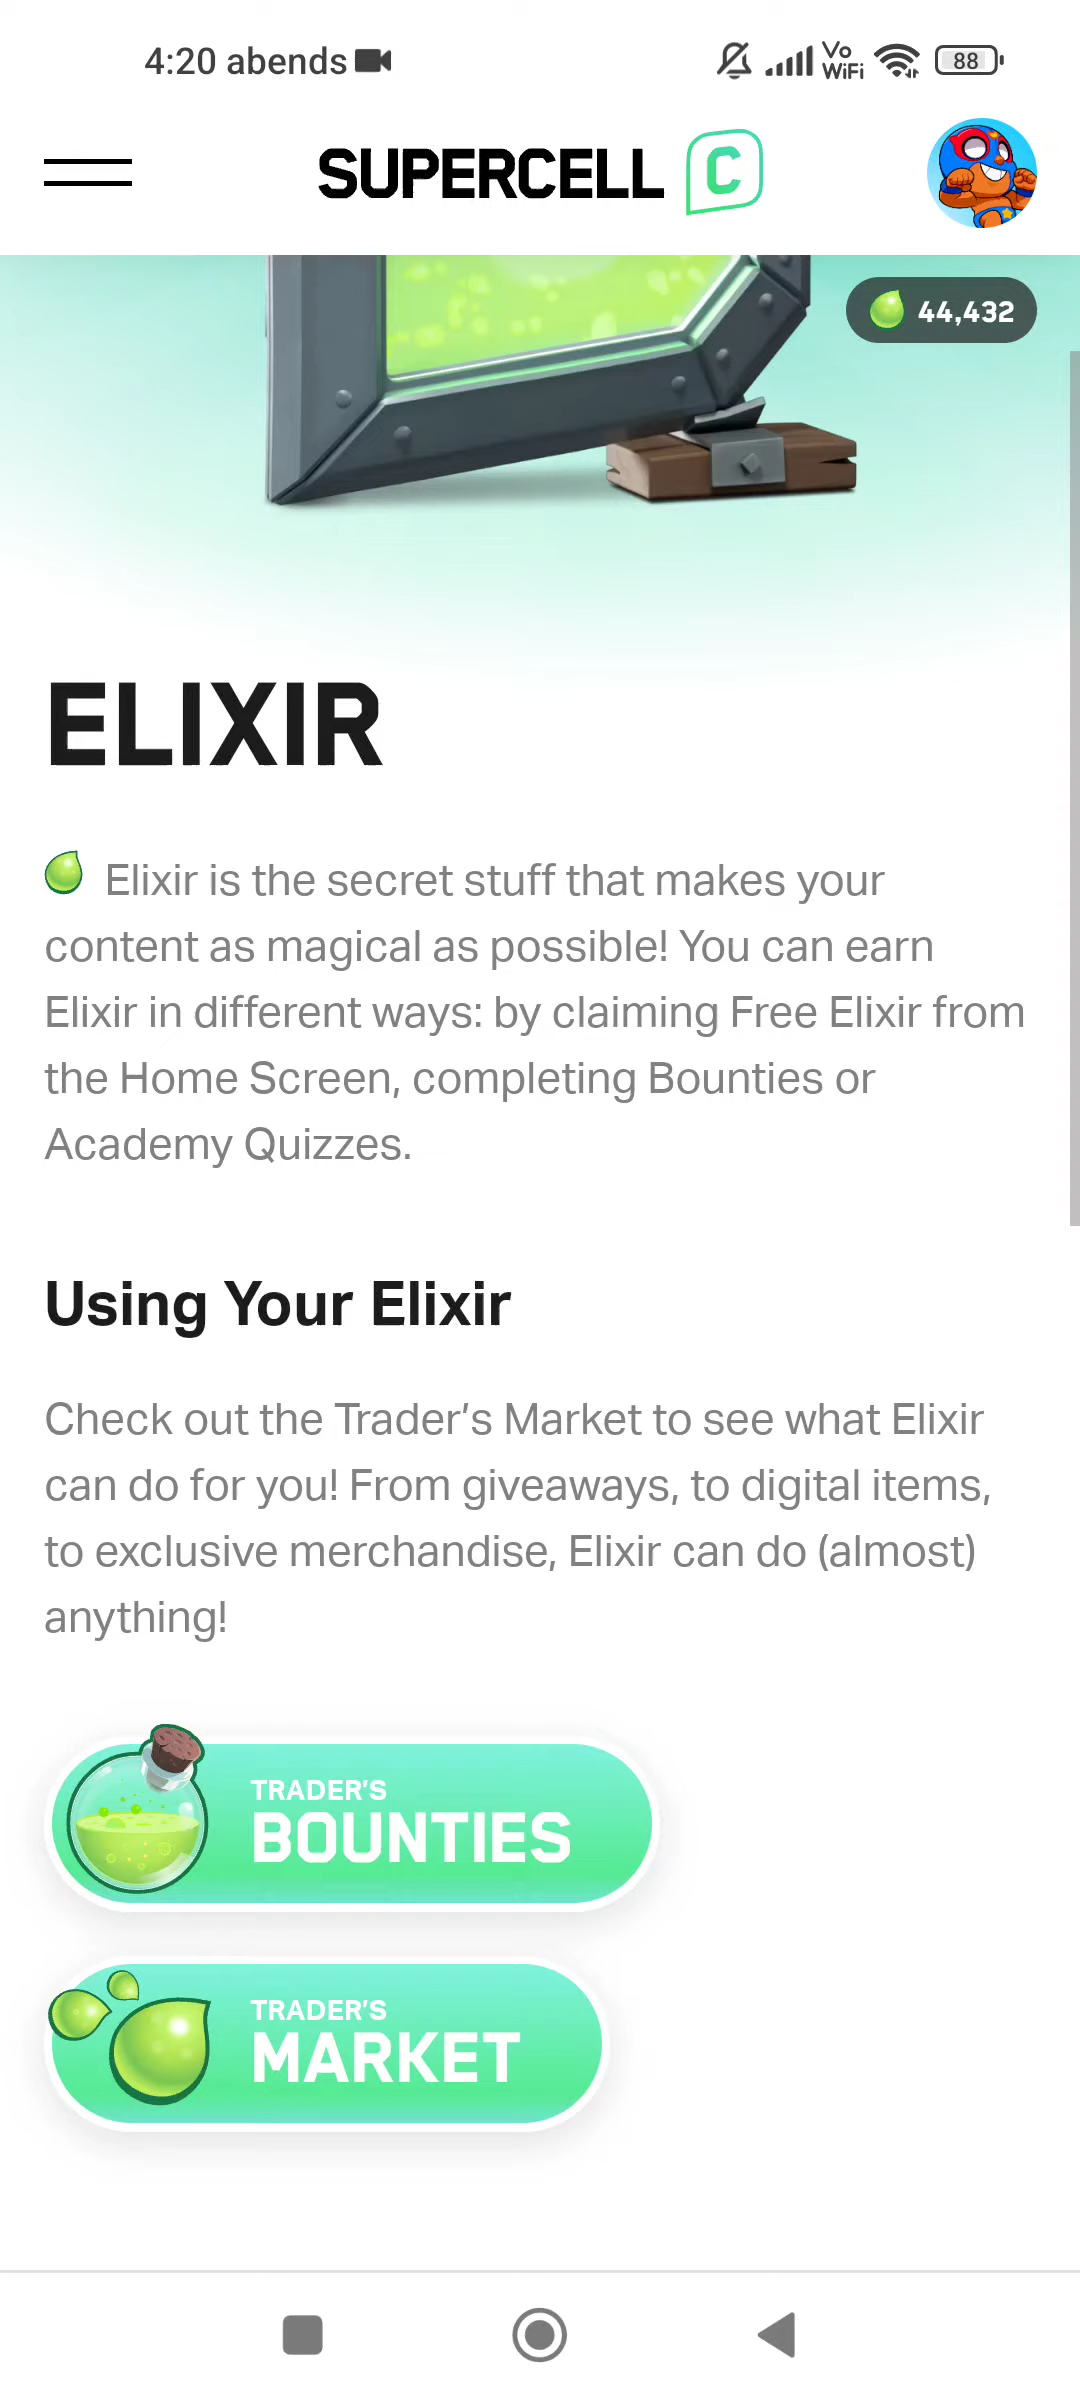 4:20 abends
Vo
WiFi
88
SUPERCELL C
44,432
ELIXIR
Elixir is the secret stuff that makes your
content as magical as possible! You can earn
Elixir in different ways: by claiming Free Elixir from
the Home Screen, completing Bounties or
Academy Quizzes.
Using Your Elixir
Check out the Trader’s Market to see what Elixir
can do for you! From giveaways, to digital items,
to exclusive merchandise, Elixir can do (almost)
anything!
TRADER’S
BOUNTIES
TRADER’S
MARKET